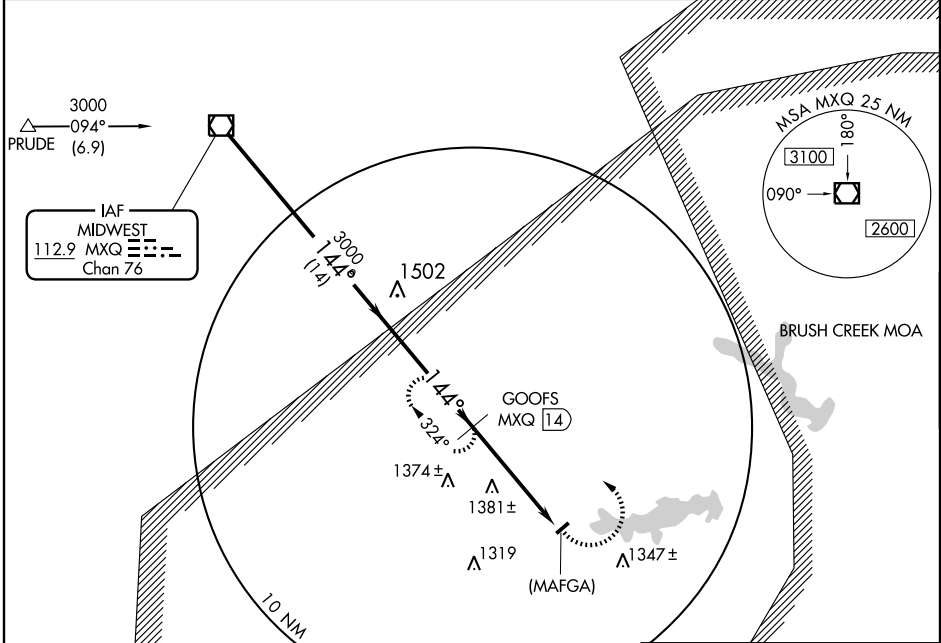 3000
094°
(6.9)
PRUDE
IAF
MIDWEST
112.9 MXQ
Chan 76
3000
144°
(14)
1502
144°
324°
GOOFS
MXQ 14
1374 ±
1381±
1319
1347 ±
(MAFGA)
10 NM
MSA MXQ 25 NM
180°
3100
090°
2600
BRUSH CREEK MOA